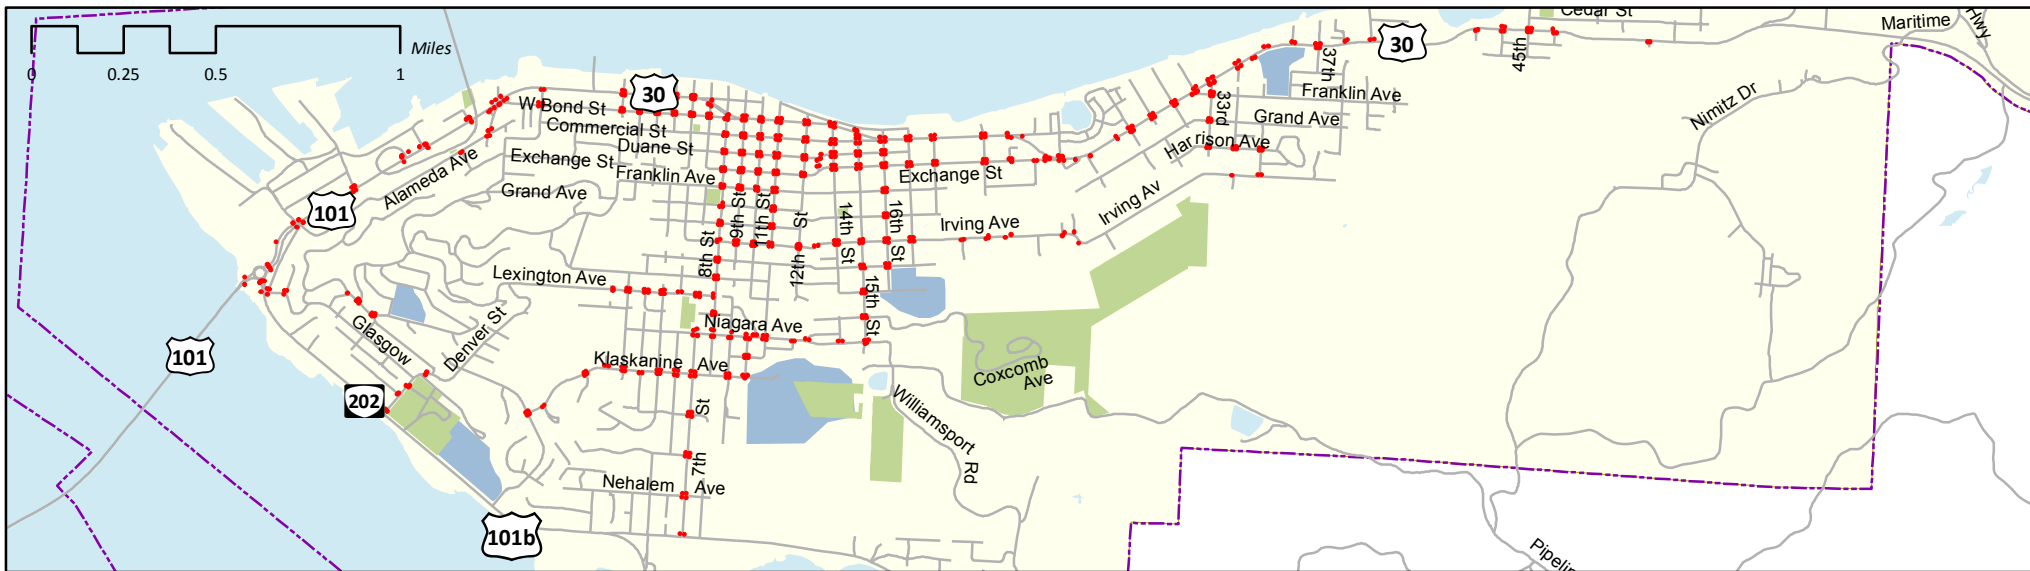 Cedar St
Maritime
Hwy
Miles
0
0.25
0.5
1
30
30
45th
37th
W Bond St
Franklin Ave
33rd
Grand Ave
Nimitz Dr
Commercial St
Duane St
Harrison Ave
Exchange St
Franklin Ave
Exchange St
Alameda Ave
Grand Ave
101
Irving Av
Irving Ave
8th St
9th St
11th St
12th St
14th St
16th St
15th St
Lexington Ave
Niagara Ave
Denver St
Glasgow
101
Klaskanine Ave
Coxcomb
Ave
202
Williamsport Rd
7th St
Nehalem Ave
101b